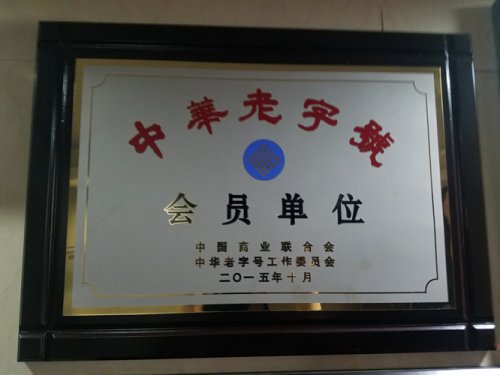 中華老字號
会员单位
中国商业联合会
中华老字号工作委员会
二〇一五年十月